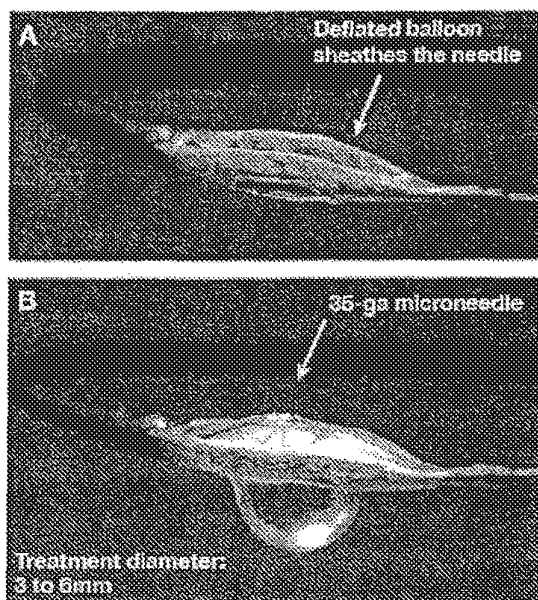 A
Deflated balloon
sheathes the needle
B
35-ga microneedle
Treatment diameter:
3 to 6mm